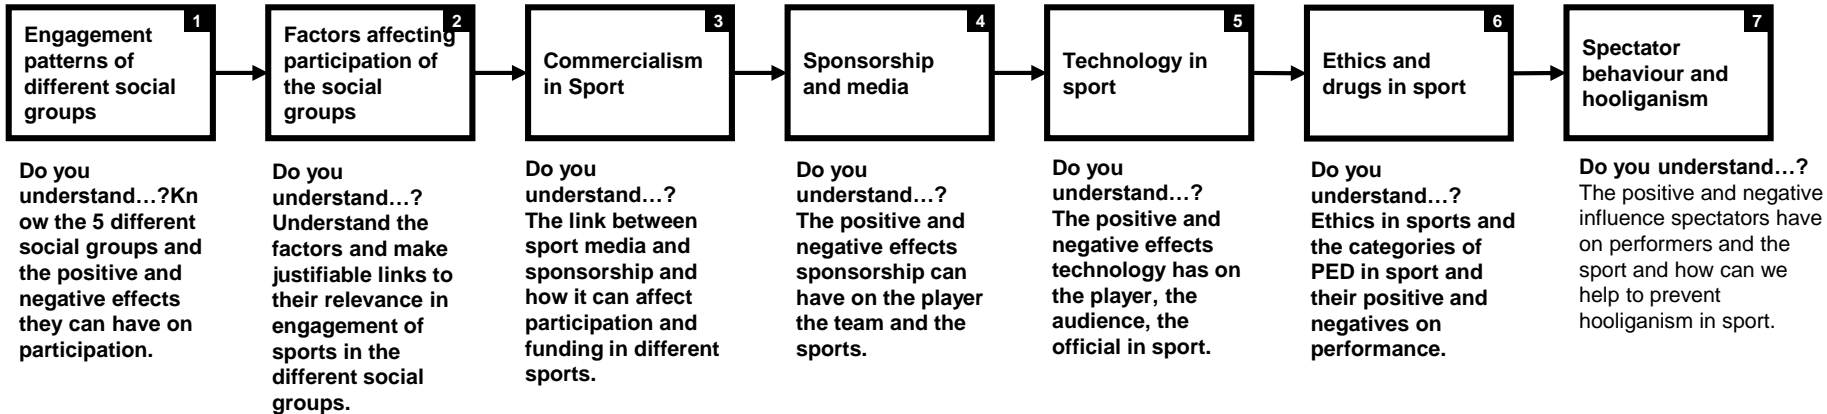 1
Engagement
patterns of
different social
groups
2
Factors affecting
participation of
the social
groups
3
Commercialism
in Sport
4
Sponsorship
and media
5
Technology in
sport
6
Ethics and
drugs in sport
7
Spectator
behaviour and
hooliganism
Do you
understand…?Kn
ow the 5 different
social groups and
the positive and
negative effects
they can have on
participation.
Do you
understand…?
Understand the
factors and make
justifiable links to
their relevance in
engagement of
sports in the
different social
groups.
Do you
understand…?
The link between
sport media and
sponsorship and
how it can affect
participation and
funding in different
sports.
Do you
understand…?
The positive and
negative effects
sponsorship can
have on the player
the team and the
sports.
Do you
understand…?
The positive and
negative effects
technology has on
the player, the
audience, the
official in sport.
Do you
understand…?
Ethics in sports and
the categories of
PED in sport and
their positive and
negatives on
performance.
Do you understand…?
The positive and negative
influence spectators have
on performers and the
sport and how can we
help to prevent
hooliganism in sport.